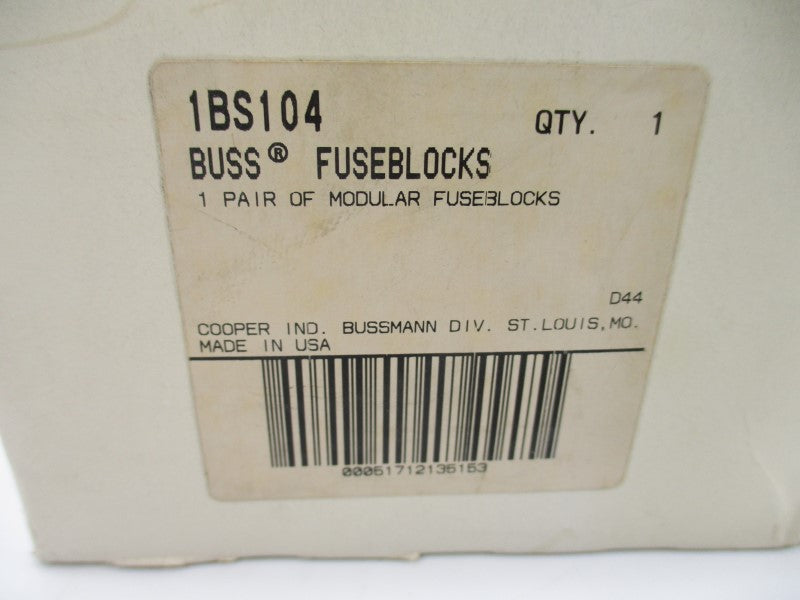 1BS104 QTY. 1
BUSS® FUSEBLOCKS
1 PAIR OF MODULAR FUSEBLOCKS
D44
COOPER IND. BUSSMANN DIV. ST.LOUIS,MO.
MADE IN USA
00051712135153